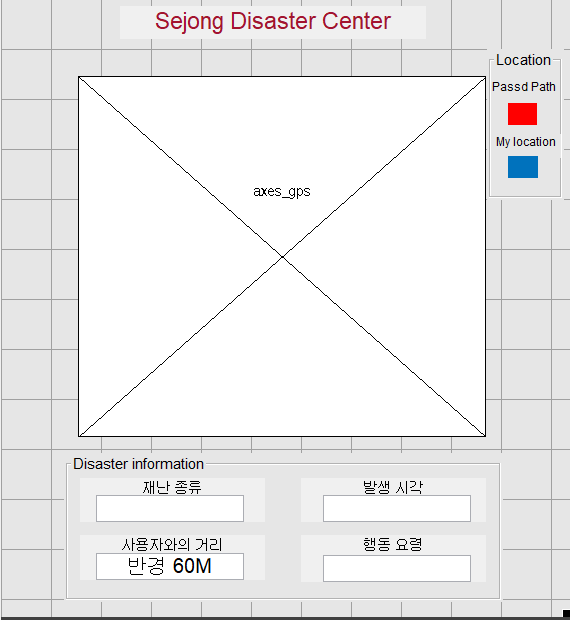 Sejong Disaster Center
Location
Passd Path
My location
axes_gps
Disaster information
재난 종류
발생 시각
사용자와의 거리
행동 요령
반경 60M